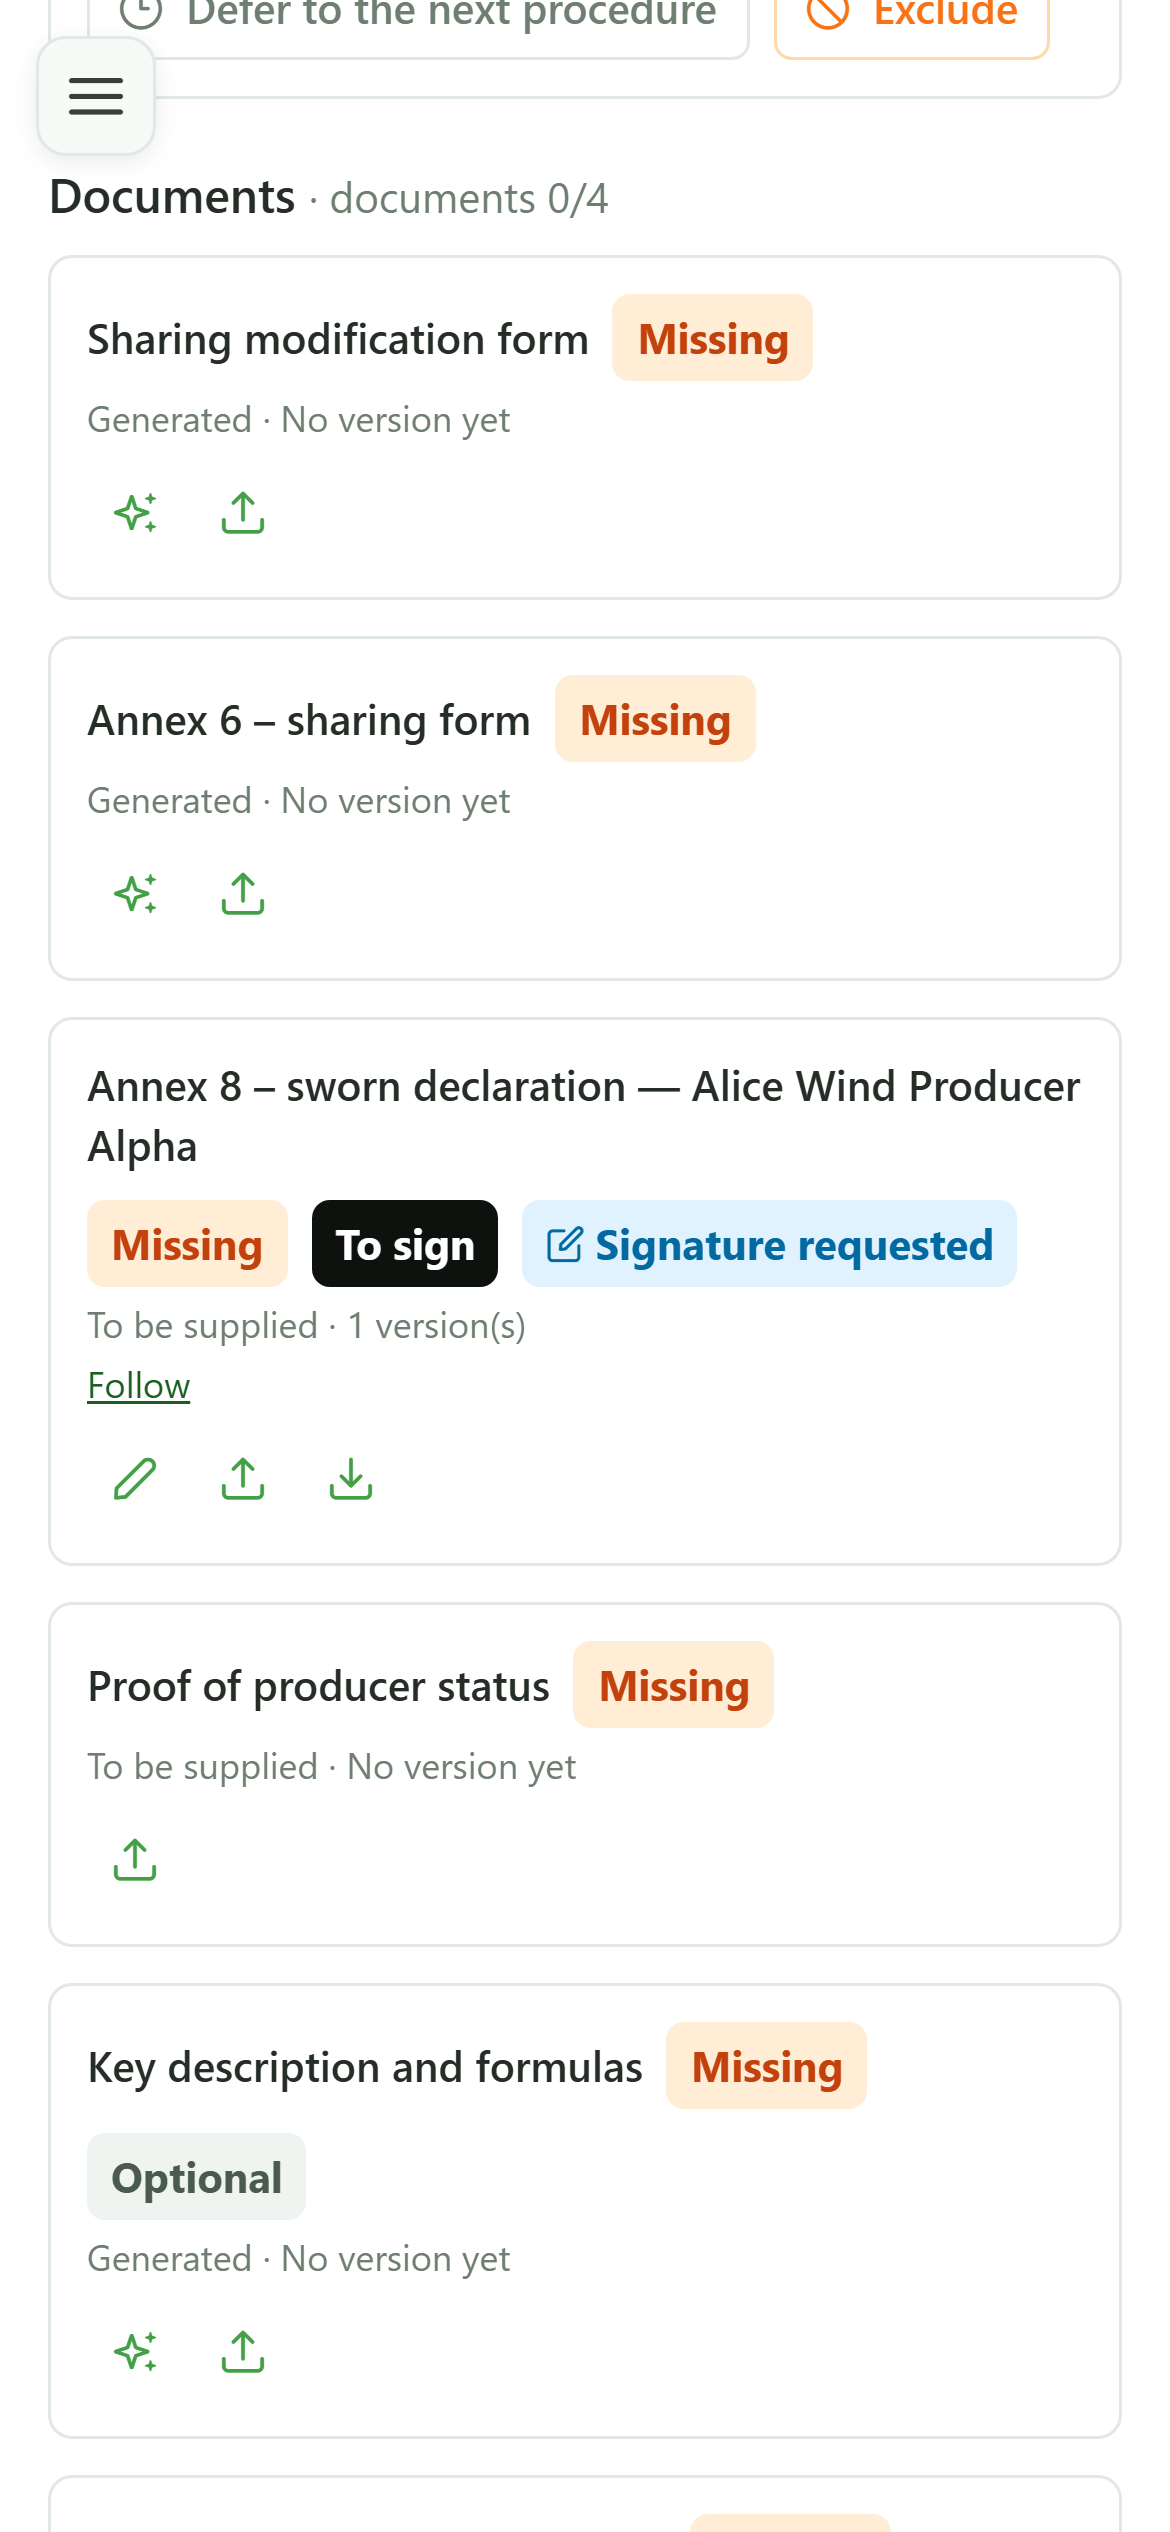 Defer to the next procedure
Exclude
Documents · documents 0/4
Sharing modification form Missing
Generated · No version yet
Annex 6 – sharing form Missing
Generated · No version yet
Annex 8 – sworn declaration — Alice Wind Producer
Alpha
Missing To sign Signature requested
To be supplied · 1 version(s)
Follow
Proof of producer status Missing
To be supplied · No version yet
Key description and formulas Missing
Optional
Generated · No version yet